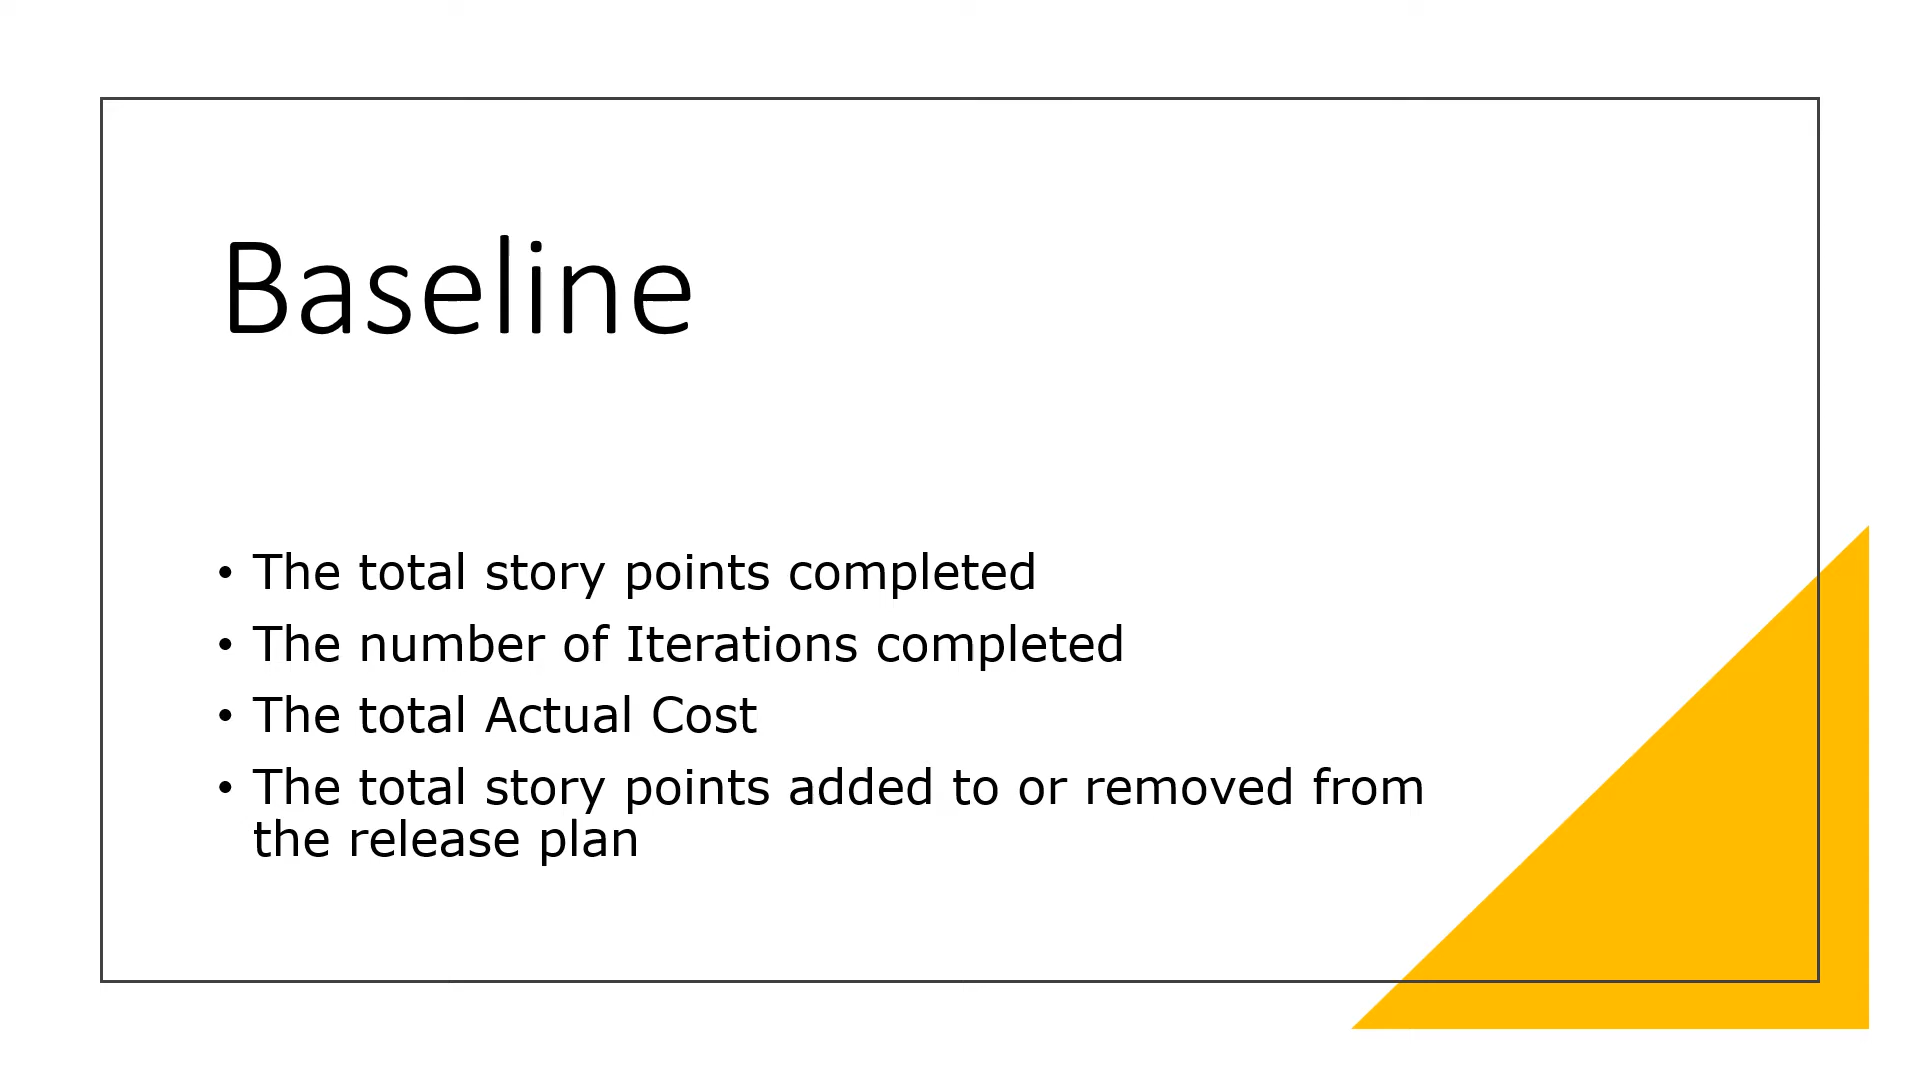 Baseline
• The total story points completed
• The number of Iterations completed
• The total Actual Cost
• The total story points added to or removed from
the release plan